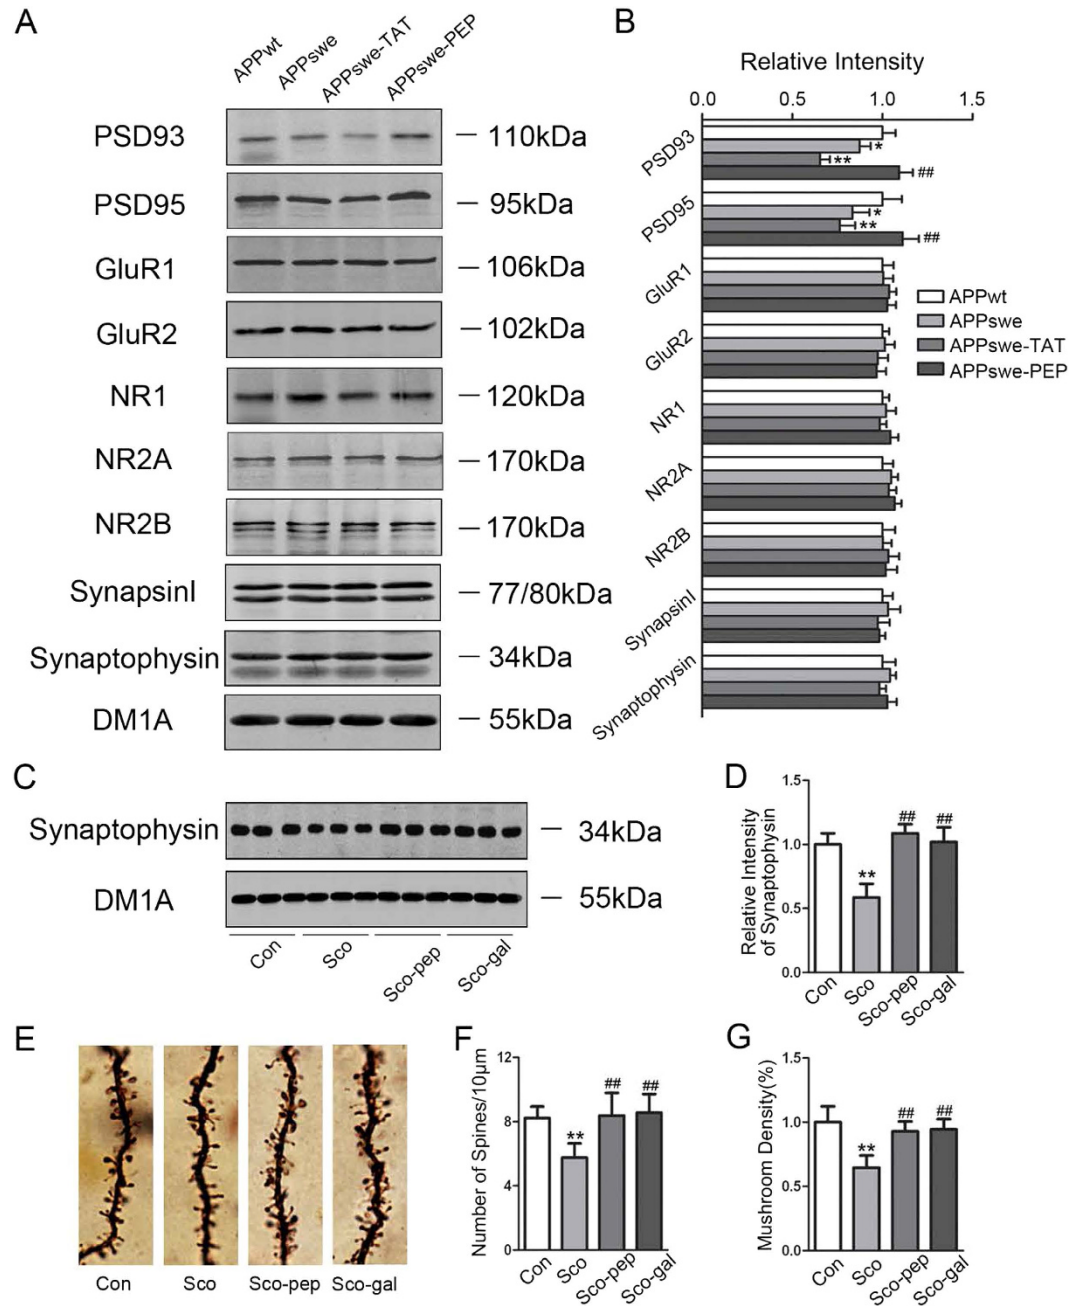 A
APPwt
APPswe
APPswe-TAT
APPswe-PEP
PSD93
110kDa
PSD95
95kDa
GluR1
106kDa
GluR2
102kDa
NR1
120kDa
NR2A
170kDa
NR2B
170kDa
SynapsinI
77/80kDa
Synaptophysin
34kDa
DM1A
55kDa
B
Relative Intensity
0.0 0.5 1.0 1.5
PSD93
*
**
##
PSD95
*
**
##
GluR1
GluR2
NR1
NR2A
NR2B
SynapsinI
Synaptophysin
APPwt
APPswe
APPswe-TAT
APPswe-PEP
C
Synaptophysin
34kDa
DM1A
55kDa
Con
Sco
Sco-pep
Sco-gal
D
Relative Intensity
of Synaptophysin
1.5
1.0
0.5
0.0
**
##
##
Con
Sco
Sco-pep
Sco-gal
E
Con
Sco
Sco-pep
Sco-gal
F
Number of Spines/10μm
12
8
4
0
**
##
##
Con
Sco
Sco-pep
Sco-gal
G
Mushroom Density(%)
1.5
1.0
0.5
0.0
**
##
##
Con
Sco
Sco-pep
Sco-gal